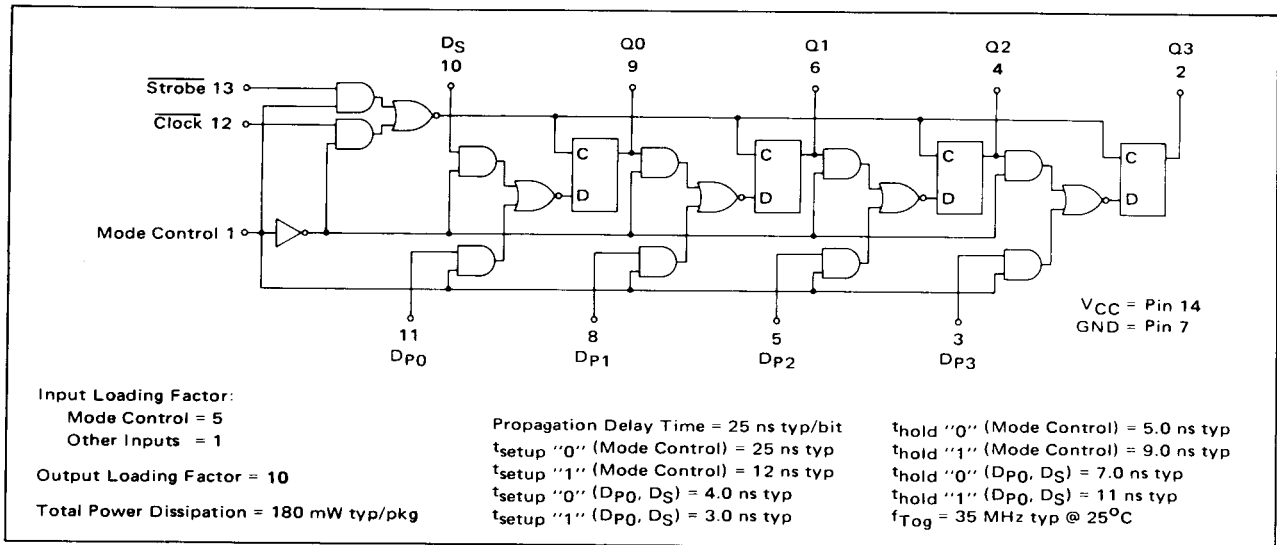 DS Q0 Q1 Q2 Q3
10 9 6 4 2
Strobe 13
Clock 12
C C C C
D D D D
Mode Control 1
VCC = Pin 14
GND = Pin 7
11 8 5 3
DP0 DP1 DP2 DP3
Input Loading Factor:
Mode Control = 5
Other Inputs = 1
Output Loading Factor = 10
Total Power Dissipation = 180 mW typ/pkg
Propagation Delay Time = 25 ns typ/bit
tsetup "0" (Mode Control) = 25 ns typ
tsetup "1" (Mode Control) = 12 ns typ
tsetup "0" (DP0, DS) = 4.0 ns typ
tsetup "1" (DP0, DS) = 3.0 ns typ
thold "0" (Mode Control) = 5.0 ns typ
thold "1" (Mode Control) = 9.0 ns typ
thold "0" (DP0, DS) = 7.0 ns typ
thold "1" (DP0, DS) = 11 ns typ
fTog = 35 MHz typ @ 25°C